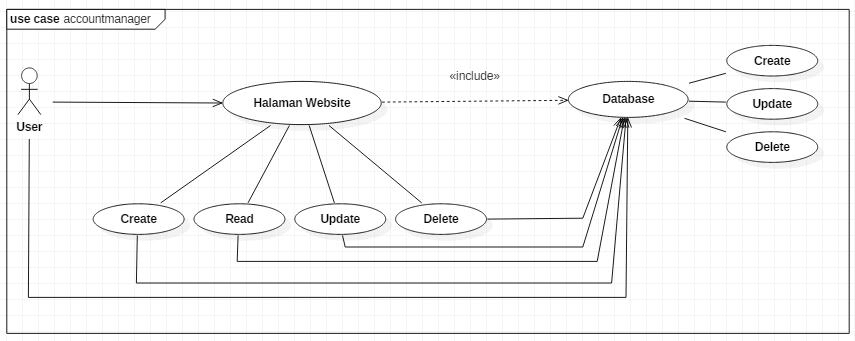 use case accountmanager
«include»
Create
Halaman Website
Database
Update
User
Delete
Create
Read
Update
Delete